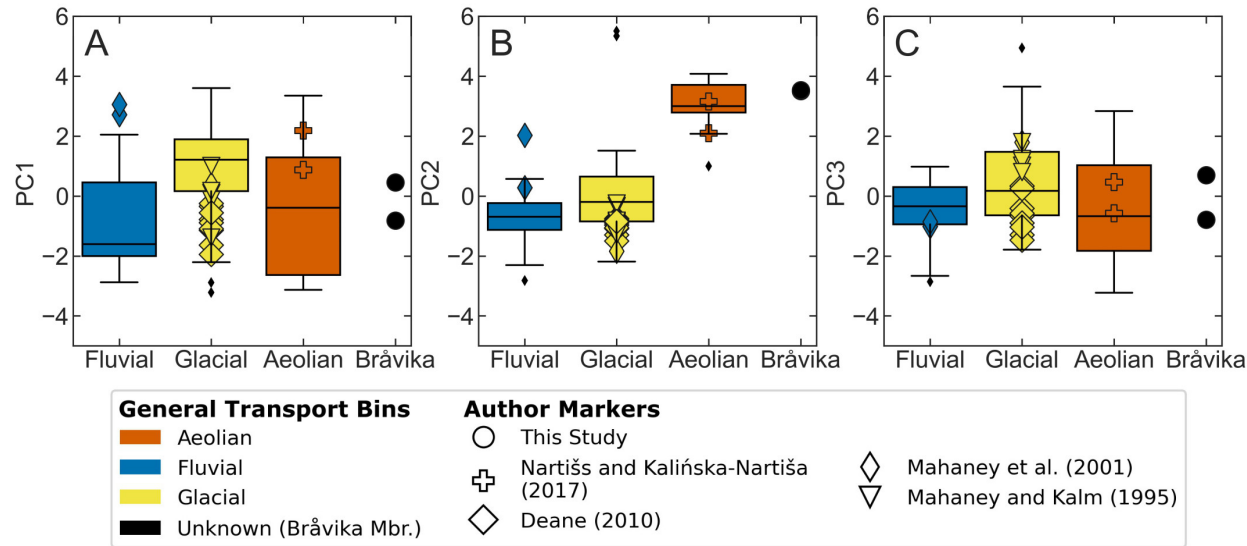 A
B
C
6
4
2
0
−2
−4
PC1
Fluvial Glacial Aeolian Bråvika
6
4
2
0
−2
−4
PC2
Fluvial Glacial Aeolian Bråvika
6
4
2
0
−2
−4
PC3
Fluvial Glacial Aeolian Bråvika
General Transport Bins
Aeolian
Fluvial
Glacial
Unknown (Bråvika Mbr.)
Author Markers
This Study
Nartišs and Kalińska-Nartiša
(2017)
Deane (2010)
Mahaney et al. (2001)
Mahaney and Kalm (1995)